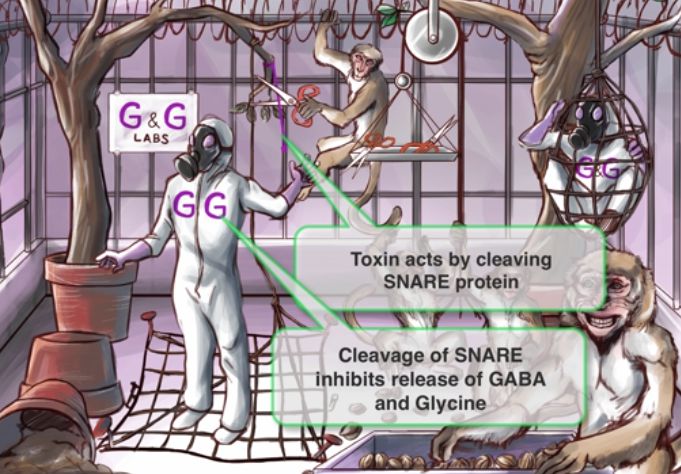 G & G
LABS
G G
G&G
Toxin acts by cleaving
SNARE protein
Cleavage of SNARE
inhibits release of GABA
and Glycine